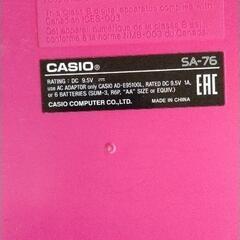 This Class B digital apparatus complies with
Canadian ICES-003
Cet appareil numérique de la classe B est
conforme à la norme NMB-003 du Canada
CASIO SA-76
RATING: DC 9.5V
use AC ADAPTOR only CASIO AD-E95100L, RATED DC 9.5V 1A,
or 6 BATTERIES (SUM-3, R6P, "AA" SIZE or EQUIV.)
CASIO COMPUTER CO.,LTD. MADE IN CHINA
EAC